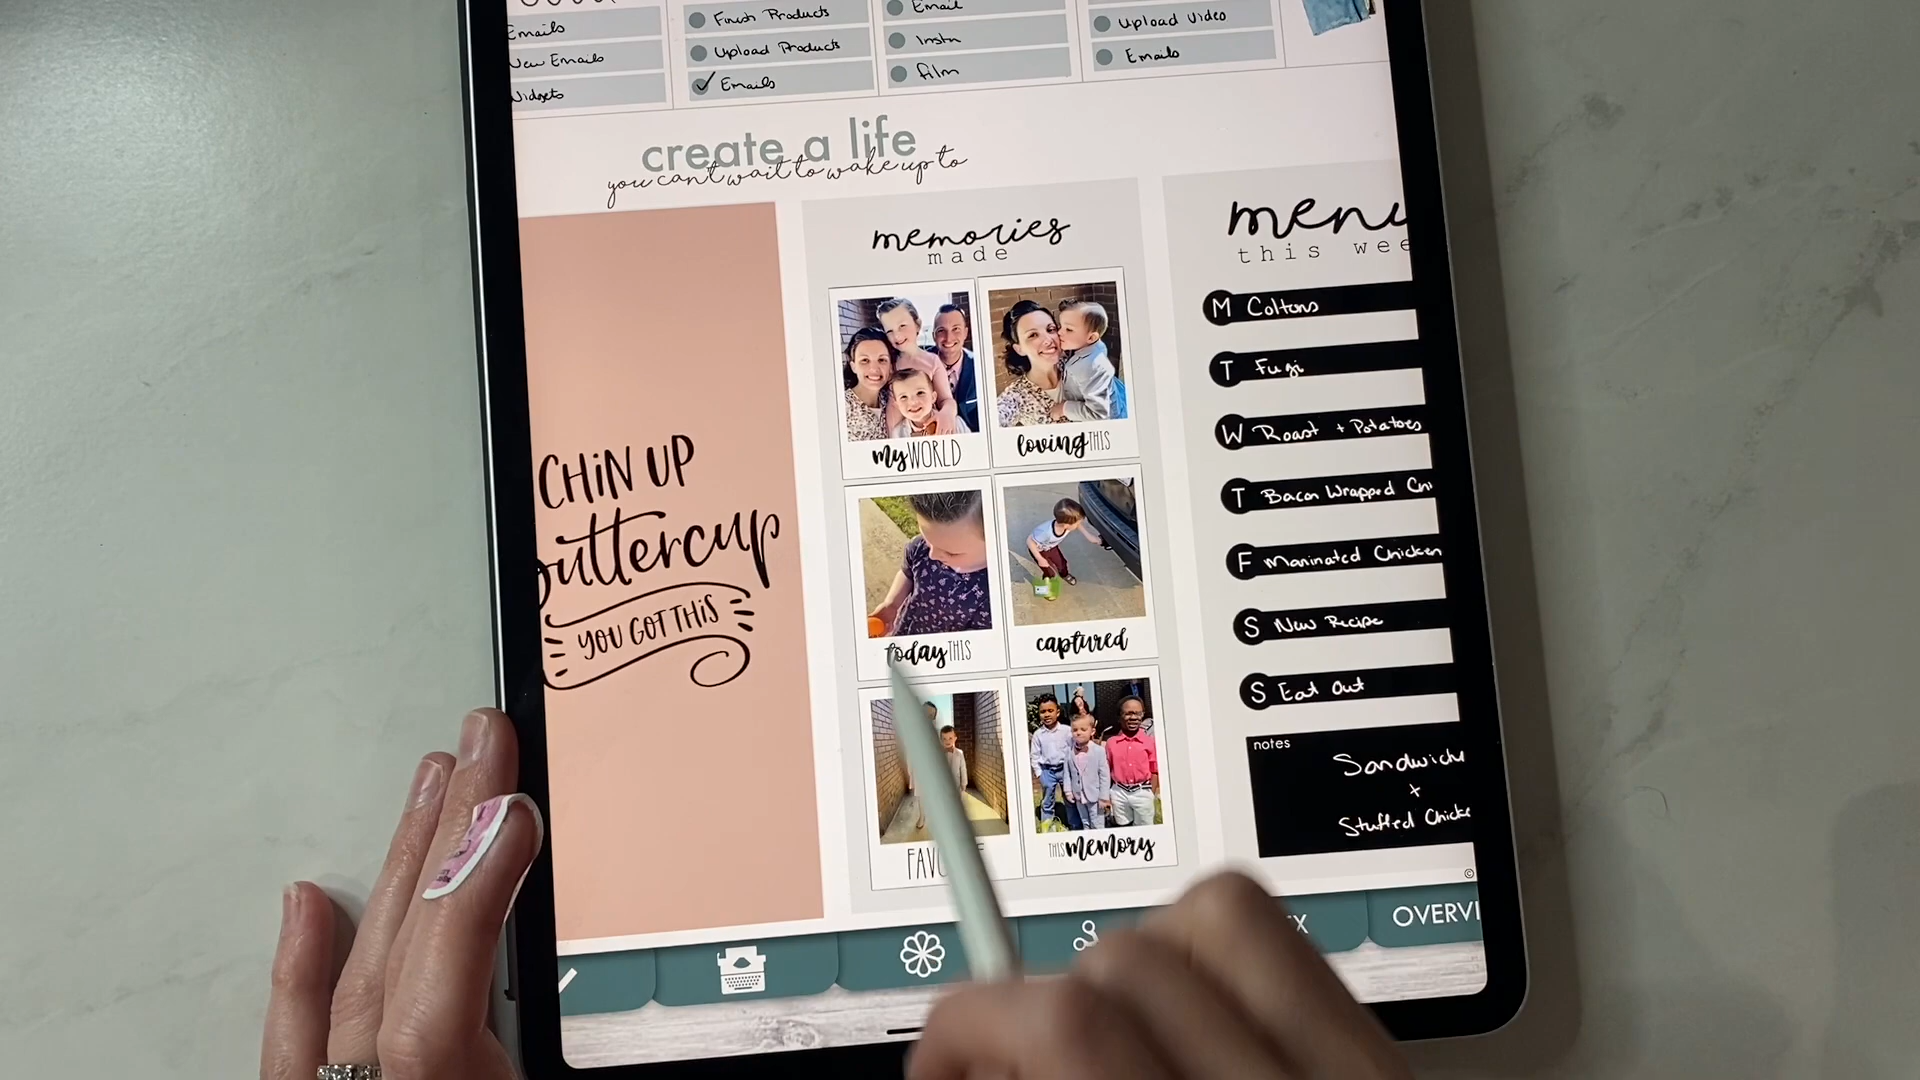 Emails
New Emails
Widgets
Finish Products
Upload Products
Emails
Email
Insta
Film
Upload Video
Emails
create a life
you can't wait to wake up to
CHiN UP
buttercup
YOU GOT THiS
memories
made
myWORLD
lovingTHIS
todayTHIS
captured
FAVO
THISmemory
menu
this wee
M Coltons
T Fugi
W Roast + Potatoes
T Bacon Wrapped Chi
F Marinated Chicken
S New Recipe
S Eat Out
notes
Sandwich
+
Stuffed Chicke
©
X
OVERVI